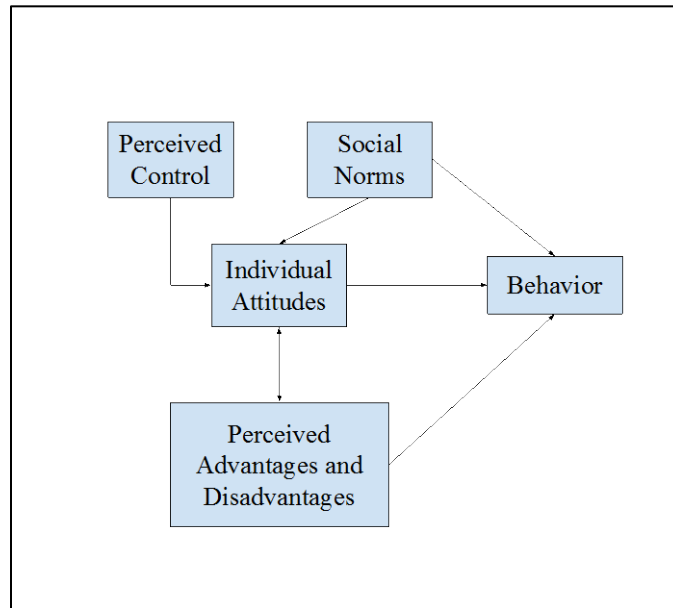 Perceived
Control
Social
Norms
Individual
Attitudes
Behavior
Perceived
Advantages and
Disadvantages